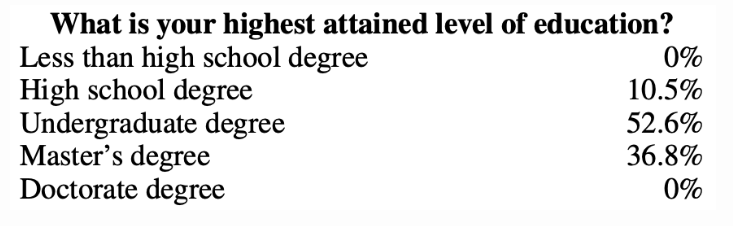 What is your highest attained level of education?
Less than high school degree 0%
High school degree 10.5%
Undergraduate degree 52.6%
Master’s degree 36.8%
Doctorate degree 0%